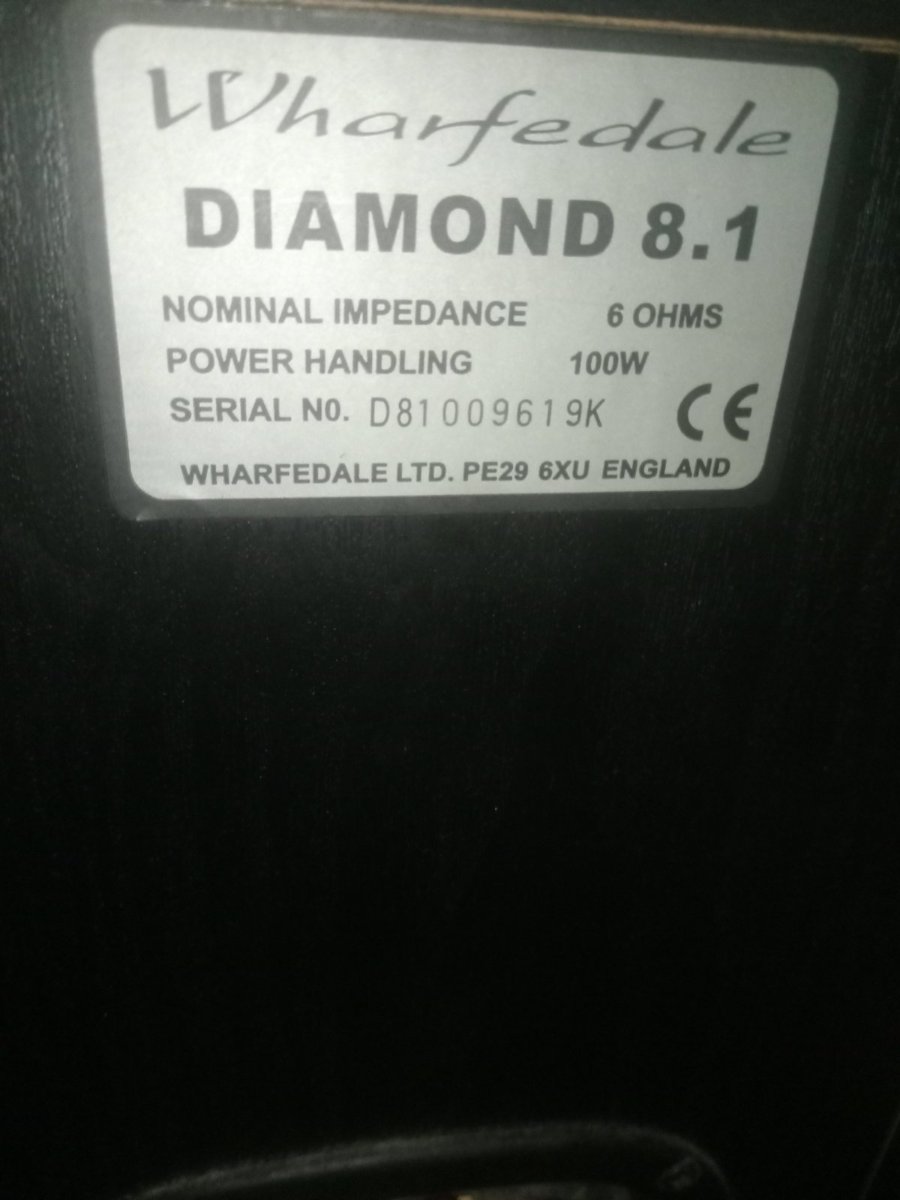 Wharfedale
DIAMOND 8.1
NOMINAL IMPEDANCE 6 OHMS
POWER HANDLING 100W
SERIAL N0. D81009619K CE
WHARFEDALE LTD. PE29 6XU ENGLAND